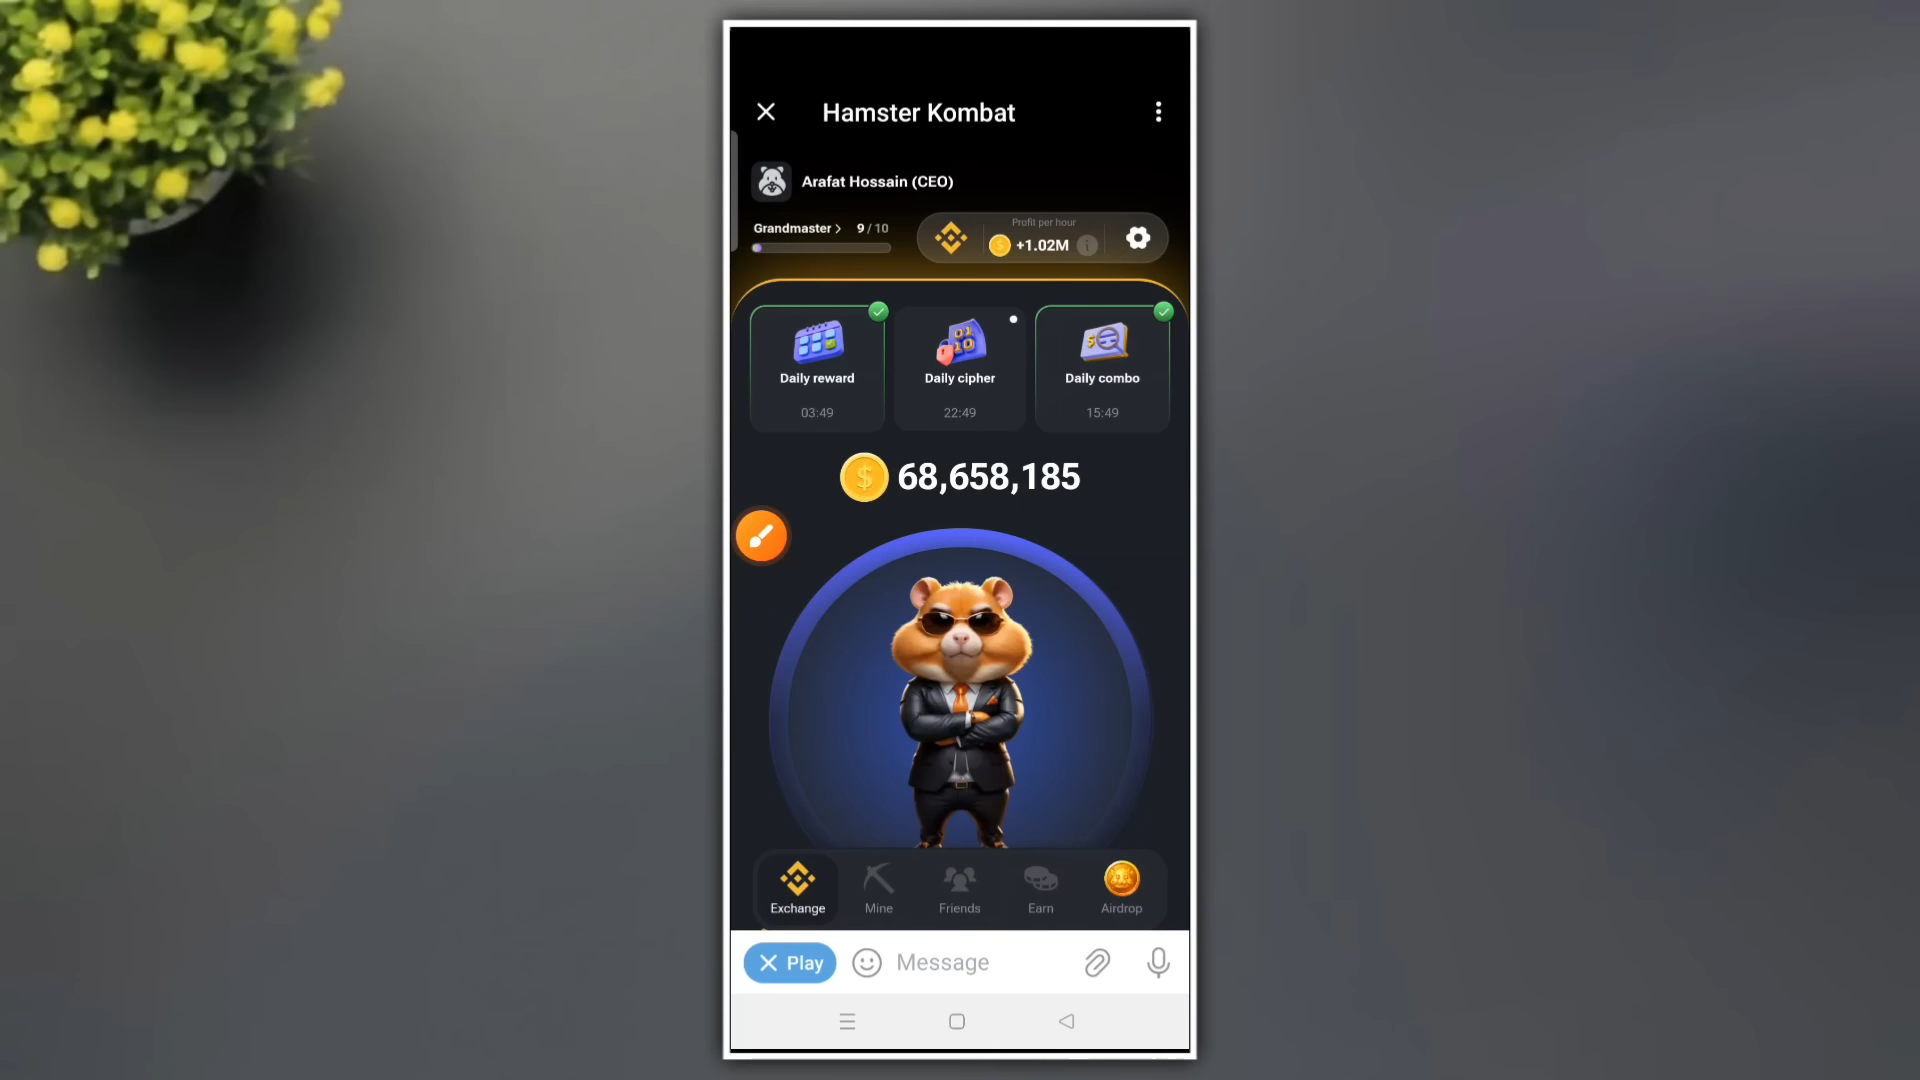 Hamster Kombat
Arafat Hossain (CEO)
Grandmaster > 9 / 10
Profit per hour
+1.02M
Daily reward
03:49
Daily cipher
22:49
Daily combo
15:49
68,658,185
Exchange
Mine
Friends
Earn
Airdrop
Play
Message